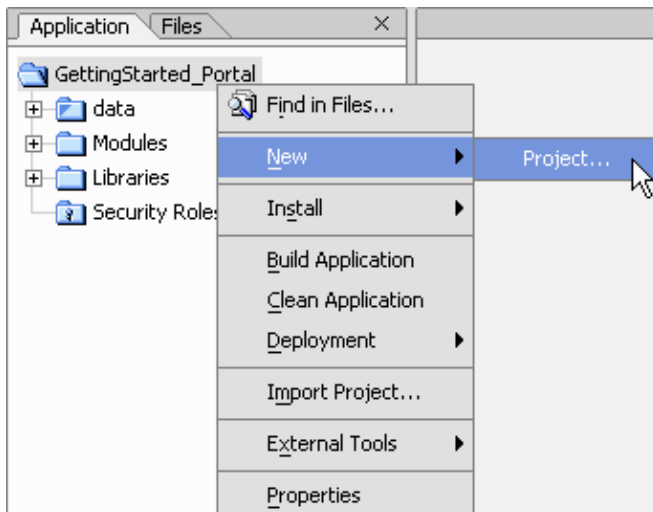 Application Files
GettingStarted_Portal
data
Modules
Libraries
Security Roles
Find in Files...
New
Project...
Install
Build Application
Clean Application
Deployment
Import Project...
External Tools
Properties